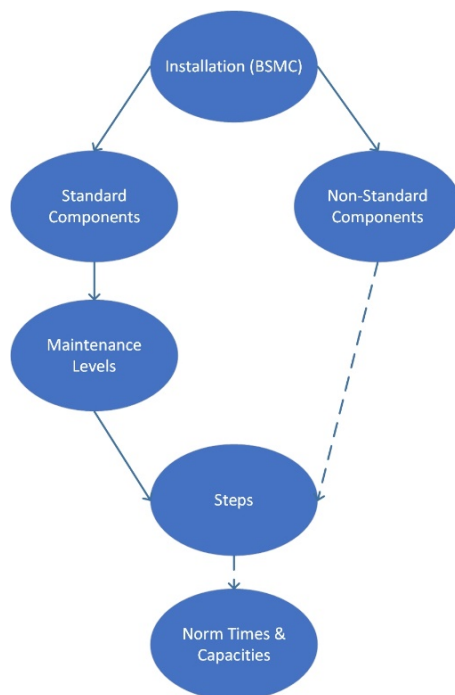 Installation (BSMC)
Standard
Components
Non-Standard
Components
Maintenance
Levels
Steps
Norm Times &
Capacities